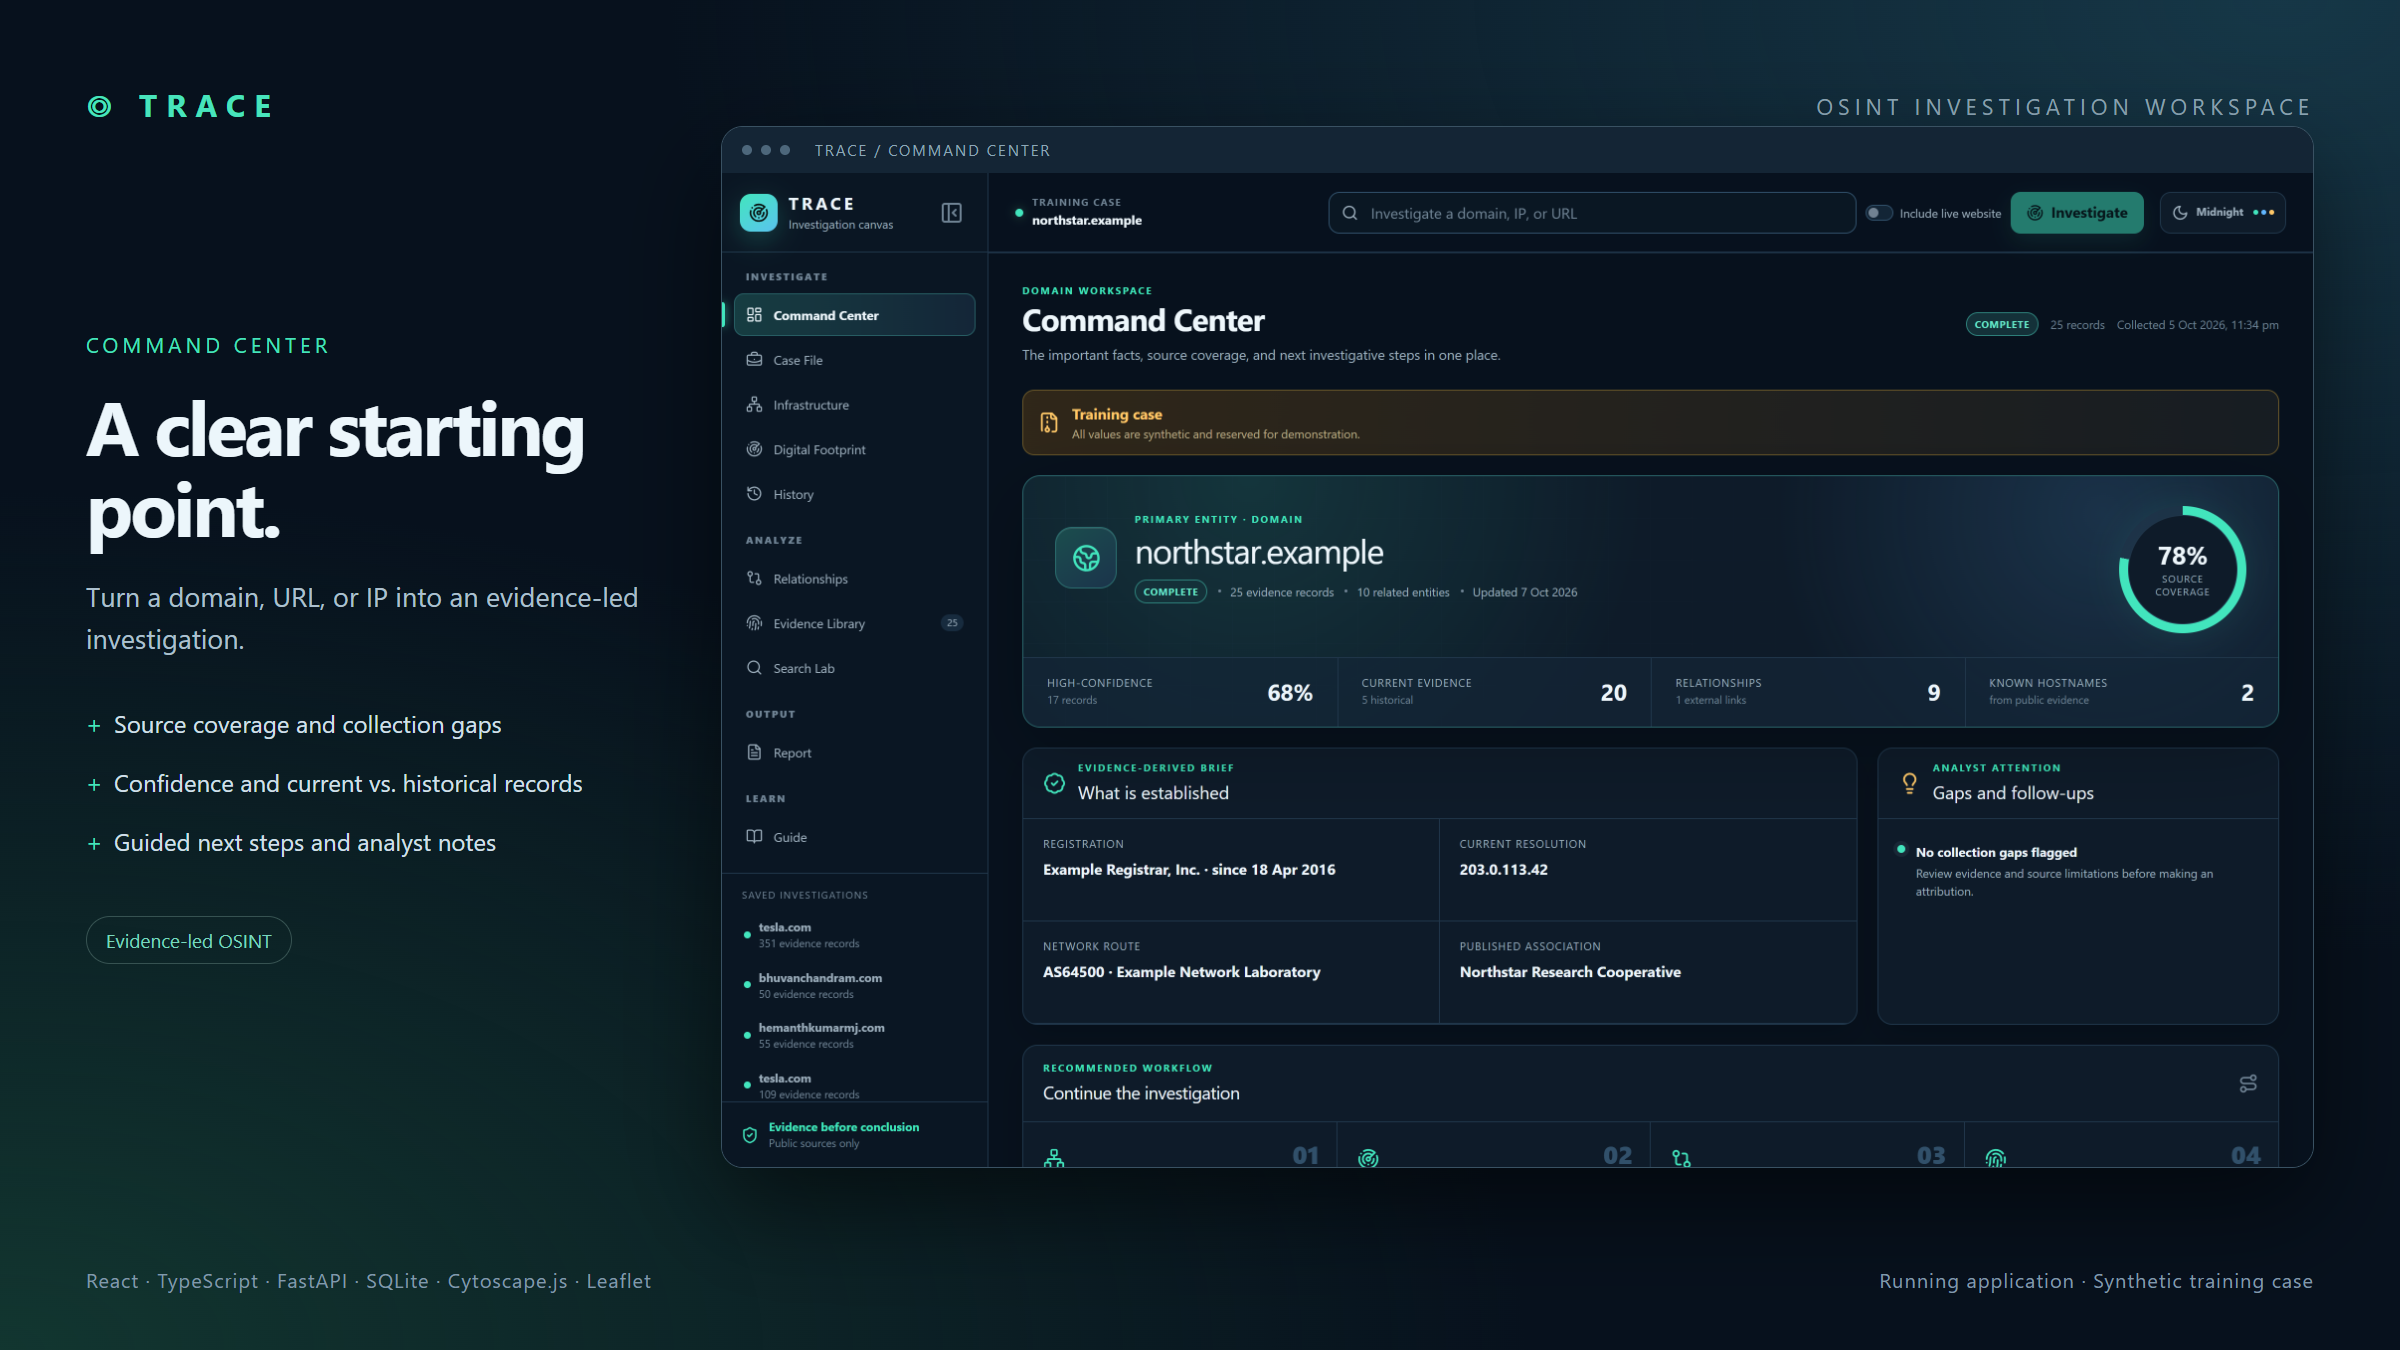 TRACE
OSINT INVESTIGATION WORKSPACE
COMMAND CENTER
A clear starting
point.
Turn a domain, URL, or IP into an evidence-led
investigation.
+ Source coverage and collection gaps
+ Confidence and current vs. historical records
+ Guided next steps and analyst notes
Evidence-led OSINT
TRACE / COMMAND CENTER
TRACE
Investigation canvas
INVESTIGATE
Command Center
Case File
Infrastructure
Digital Footprint
History
ANALYZE
Relationships
Evidence Library 25
Search Lab
OUTPUT
Report
LEARN
Guide
SAVED INVESTIGATIONS
tesla.com
351 evidence records
bhuvanchandram.com
50 evidence records
hemanthkumarmj.com
55 evidence records
tesla.com
109 evidence records
Evidence before conclusion
Public sources only
TRAINING CASE
northstar.example
Investigate a domain, IP, or URL
Include live website
Investigate
Midnight
DOMAIN WORKSPACE
Command Center
The important facts, source coverage, and next investigative steps in one place.
COMPLETE 25 records Collected 5 Oct 2026, 11:34 pm
Training case
All values are synthetic and reserved for demonstration.
PRIMARY ENTITY · DOMAIN
northstar.example
COMPLETE • 25 evidence records • 10 related entities • Updated 7 Oct 2026
78%
SOURCE
COVERAGE
HIGH-CONFIDENCE
17 records
68%
CURRENT EVIDENCE
5 historical
20
RELATIONSHIPS
1 external links
9
KNOWN HOSTNAMES
from public evidence
2
EVIDENCE-DERIVED BRIEF
What is established
REGISTRATION
Example Registrar, Inc. · since 18 Apr 2016
CURRENT RESOLUTION
203.0.113.42
NETWORK ROUTE
AS64500 · Example Network Laboratory
PUBLISHED ASSOCIATION
Northstar Research Cooperative
ANALYST ATTENTION
Gaps and follow-ups
No collection gaps flagged
Review evidence and source limitations before making an
attribution.
RECOMMENDED WORKFLOW
Continue the investigation
01
02
03
04
React · TypeScript · FastAPI · SQLite · Cytoscape.js · Leaflet
Running application · Synthetic training case